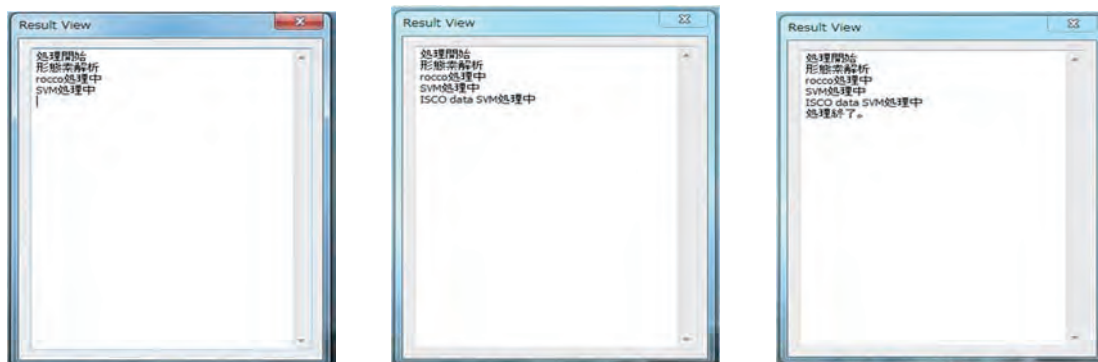 Result View
処理開始
形態素解析
rocco処理中
SVM処理中
Result View
処理開始
形態素解析
rocco処理中
SVM処理中
ISCO data SVM処理中
Result View
処理開始
形態素解析
rocco処理中
SVM処理中
ISCO data SVM処理中
処理終了。